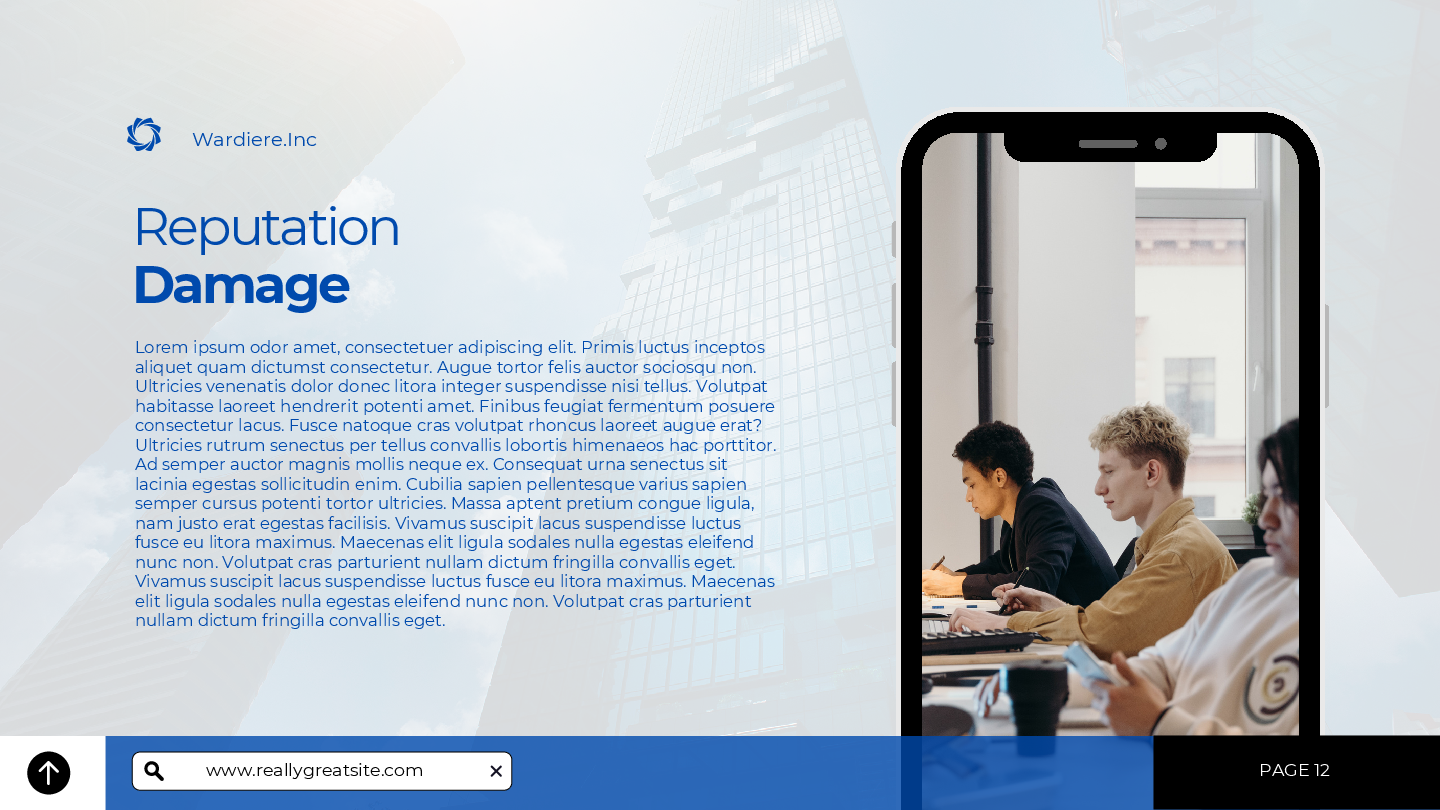 Wardiere.Inc
Reputation
Damage
Lorem ipsum odor amet, consectetuer adipiscing elit. Primis luctus inceptos
aliquet quam dictumst consectetur. Augue tortor felis auctor sociosqu non.
Ultricies venenatis dolor donec litora integer suspendisse nisi tellus. Volutpat
habitasse laoreet hendrerit potenti amet. Finibus feugiat fermentum posuere
consectetur lacus. Fusce natoque cras volutpat rhoncus laoreet augue erat?
Ultricies rutrum senectus per tellus convallis lobortis himenaeos hac porttitor.
Ad semper auctor magnis mollis neque ex. Consequat urna senectus sit
lacinia egestas sollicitudin enim. Cubilia sapien pellentesque varius sapien
semper cursus potenti tortor ultricies. Massa aptent pretium congue ligula,
nam justo erat egestas facilisis. Vivamus suscipit lacus suspendisse luctus
fusce eu litora maximus. Maecenas elit ligula sodales nulla egestas eleifend
nunc non. Volutpat cras parturient nullam dictum fringilla convallis eget.
Vivamus suscipit lacus suspendisse luctus fusce eu litora maximus. Maecenas
elit ligula sodales nulla egestas eleifend nunc non. Volutpat cras parturient
nullam dictum fringilla convallis eget.
www.reallygreatsite.com
PAGE 12